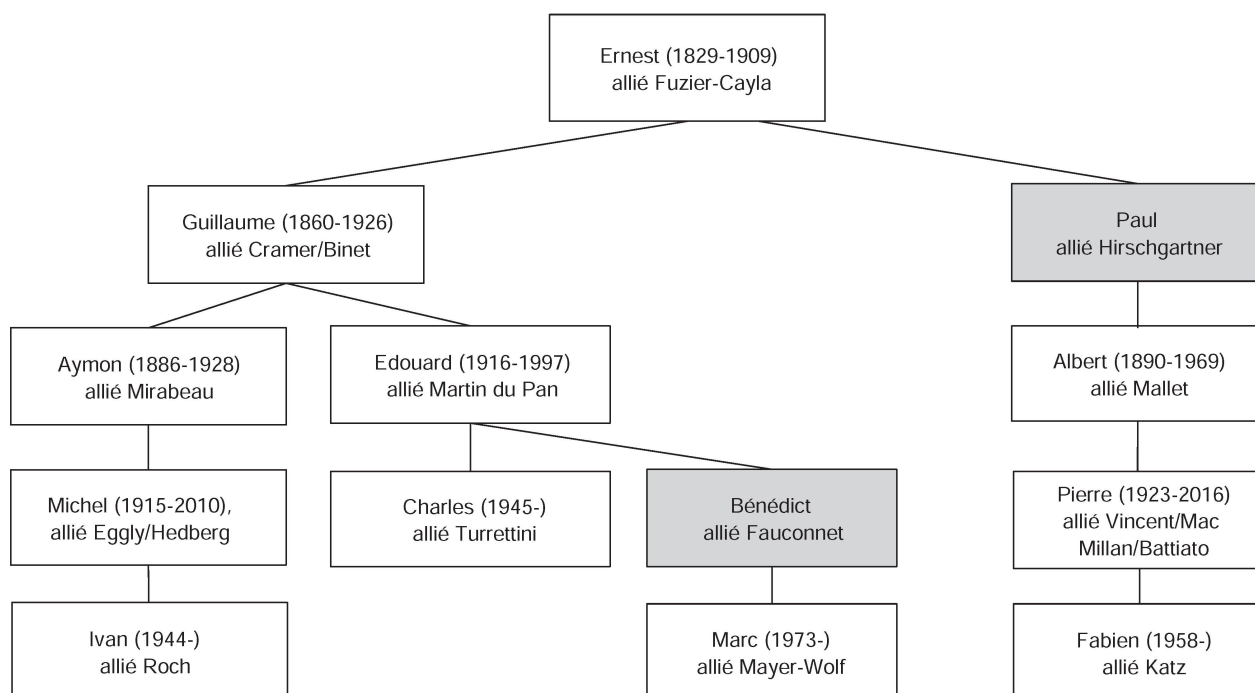 Ernest (1829-1909)
allié Fuzier-Cayla
Guillaume (1860-1926)
allié Cramer/Binet
Paul
allié Hirschgartner
Aymon (1886-1928)
allié Mirabeau
Edouard (1916-1997)
allié Martin du Pan
Albert (1890-1969)
allié Mallet
Michel (1915-2010),
allié Eggly/Hedberg
Charles (1945-)
allié Turrettini
Bénédict
allié Fauconnet
Pierre (1923-2016)
allié Vincent/Mac
Millan/Battiato
Ivan (1944-)
allié Roch
Marc (1973-)
allié Mayer-Wolf
Fabien (1958-)
allié Katz